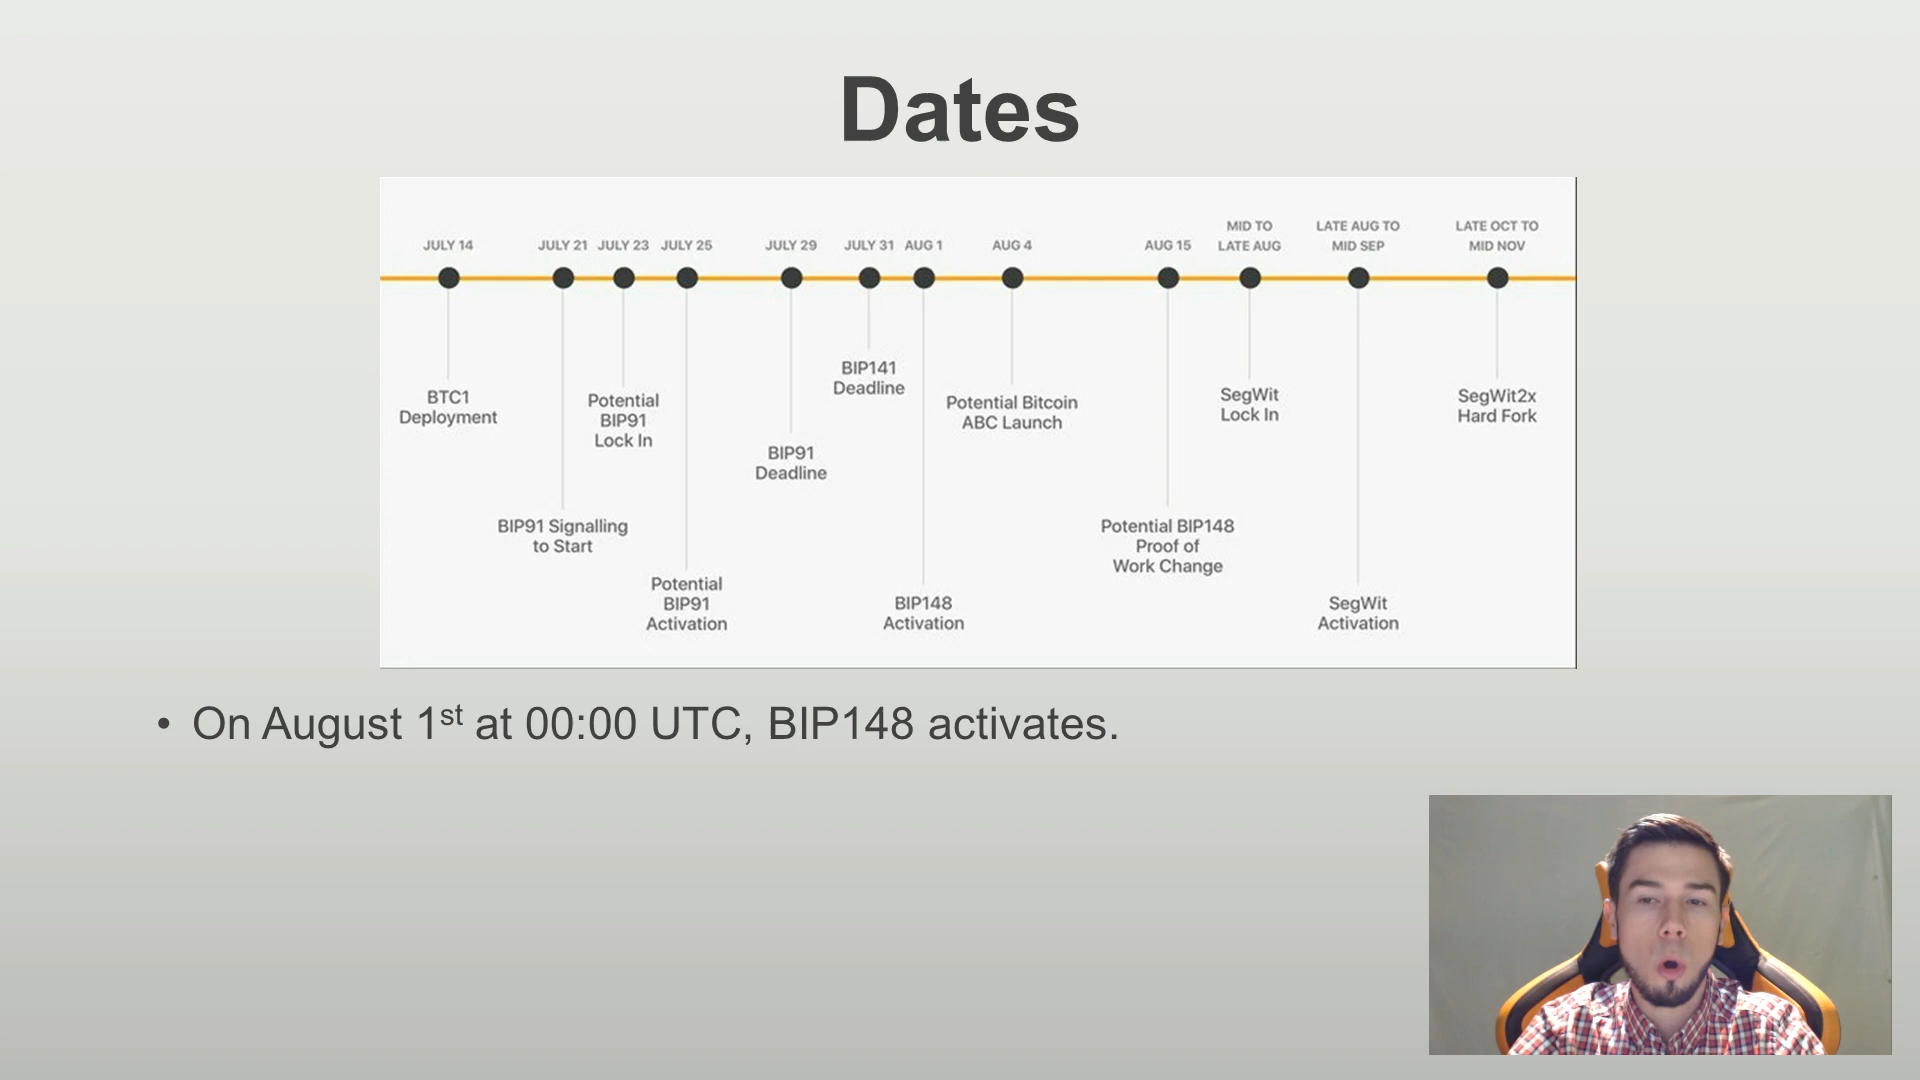 Dates
JULY 14
JULY 21
JULY 23
JULY 25
JULY 29
JULY 31
AUG 1
AUG 4
AUG 15
MID TO
LATE AUG
LATE AUG TO
MID SEP
LATE OCT TO
MID NOV
BTC1
Deployment
BIP91 Signalling
to Start
Potential
BIP91
Lock In
Potential
BIP91
Activation
BIP91
Deadline
BIP141
Deadline
BIP148
Activation
Potential Bitcoin
ABC Launch
Potential BIP148
Proof of
Work Change
SegWit
Lock In
SegWit
Activation
SegWit2x
Hard Fork
• On August 1st at 00:00 UTC, BIP148 activates.